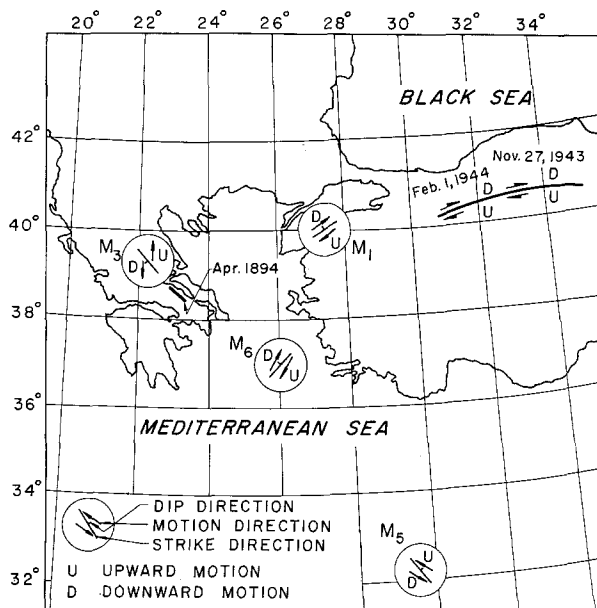 20° 22° 24° 26° 28° 30° 32° 34°
BLACK SEA
42°
Nov. 27, 1943
Feb. 1, 1944
D
D
U
U
40°
D
U
M1
M3
U
D
Apr. 1894
38°
M6
D
U
36°
MEDITERRANEAN SEA
34°
DIP DIRECTION
MOTION DIRECTION
STRIKE DIRECTION
M5
U
D
U UPWARD MOTION
32°
D DOWNWARD MOTION